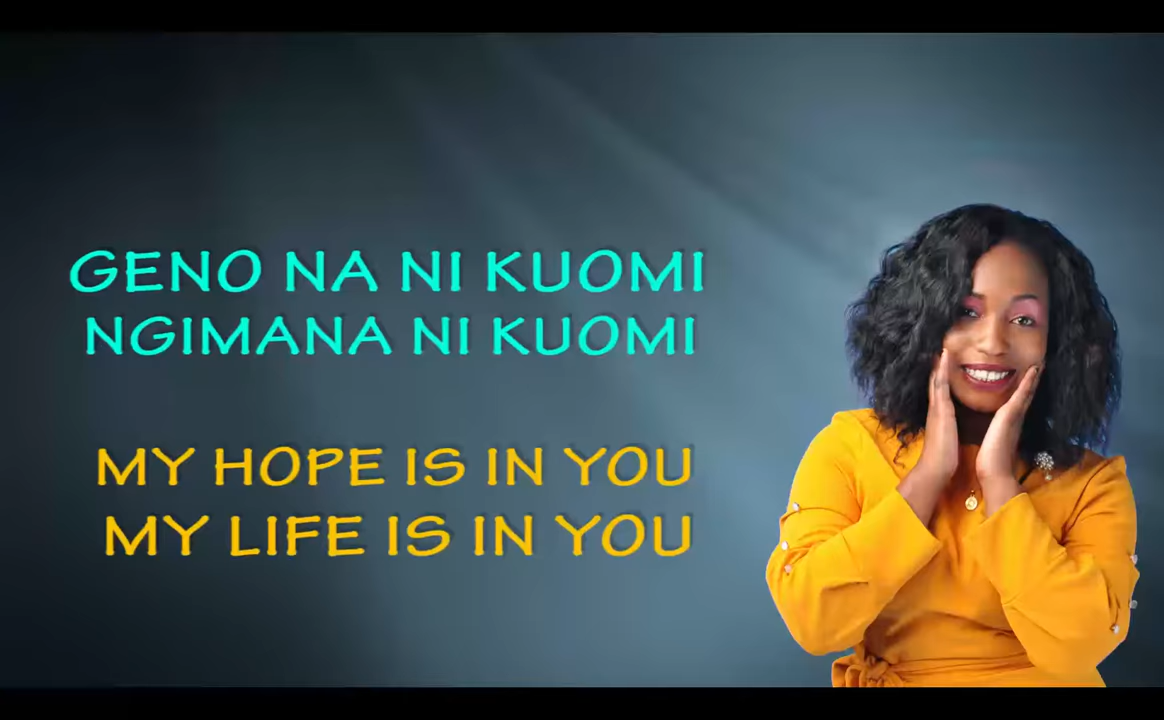 GENO NA NI KUOMI
NGIMANA NI KUOMI
MY HOPE IS IN YOU
MY LIFE IS IN YOU